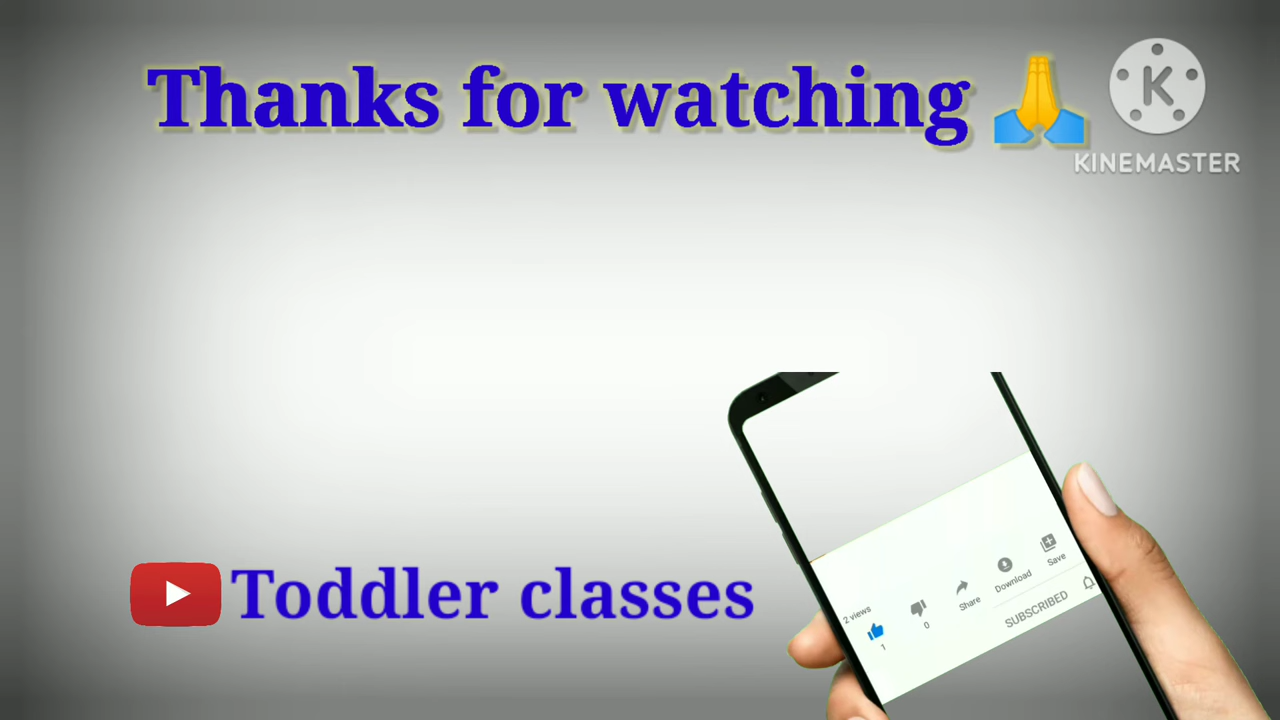 Thanks for watching 🙏
K
KINEMASTER
Toddler classes
2 views
1
0
Share
Download
Save
SUBSCRIBED